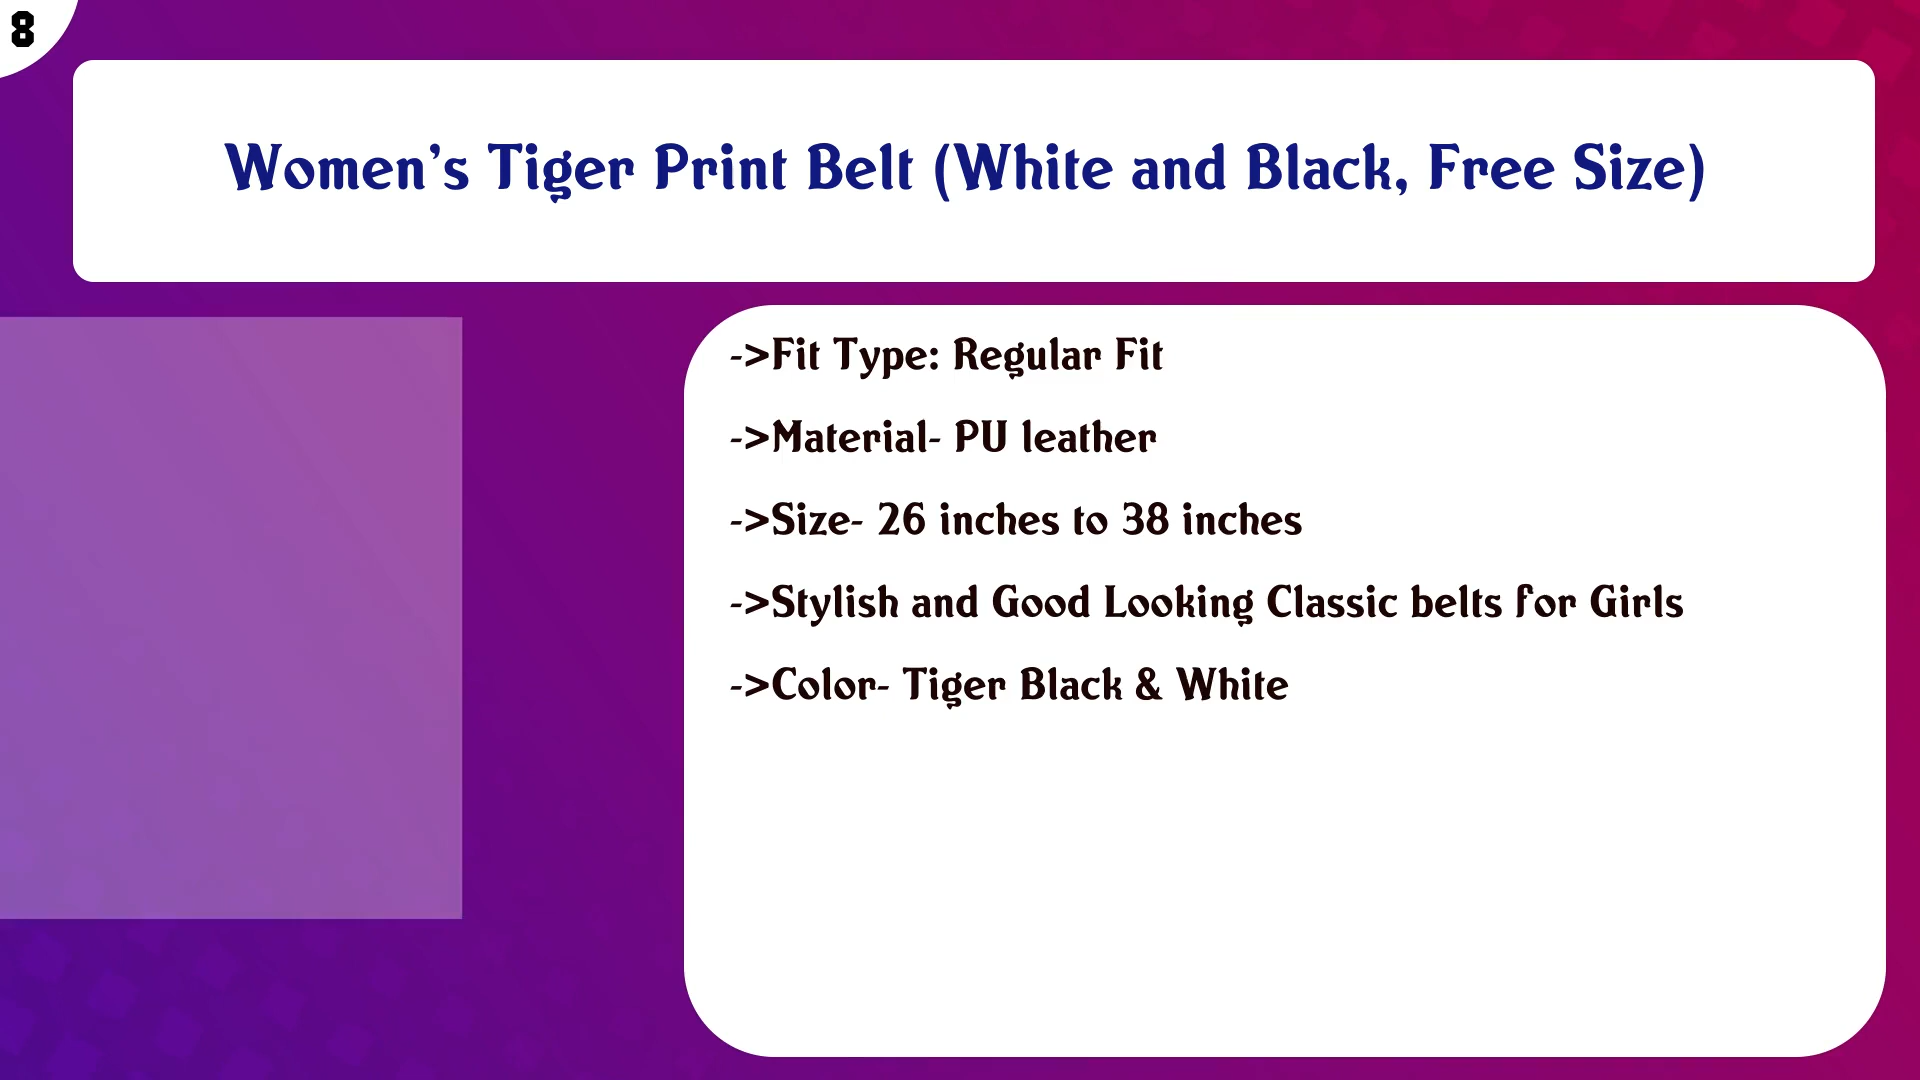 8
Women's Tiger Print Belt (White and Black, Free Size)
->Fit Type: Regular Fit
->Material- PU leather
->Size- 26 inches to 38 inches
->Stylish and Good Looking Classic belts for Girls
->Color- Tiger Black & White